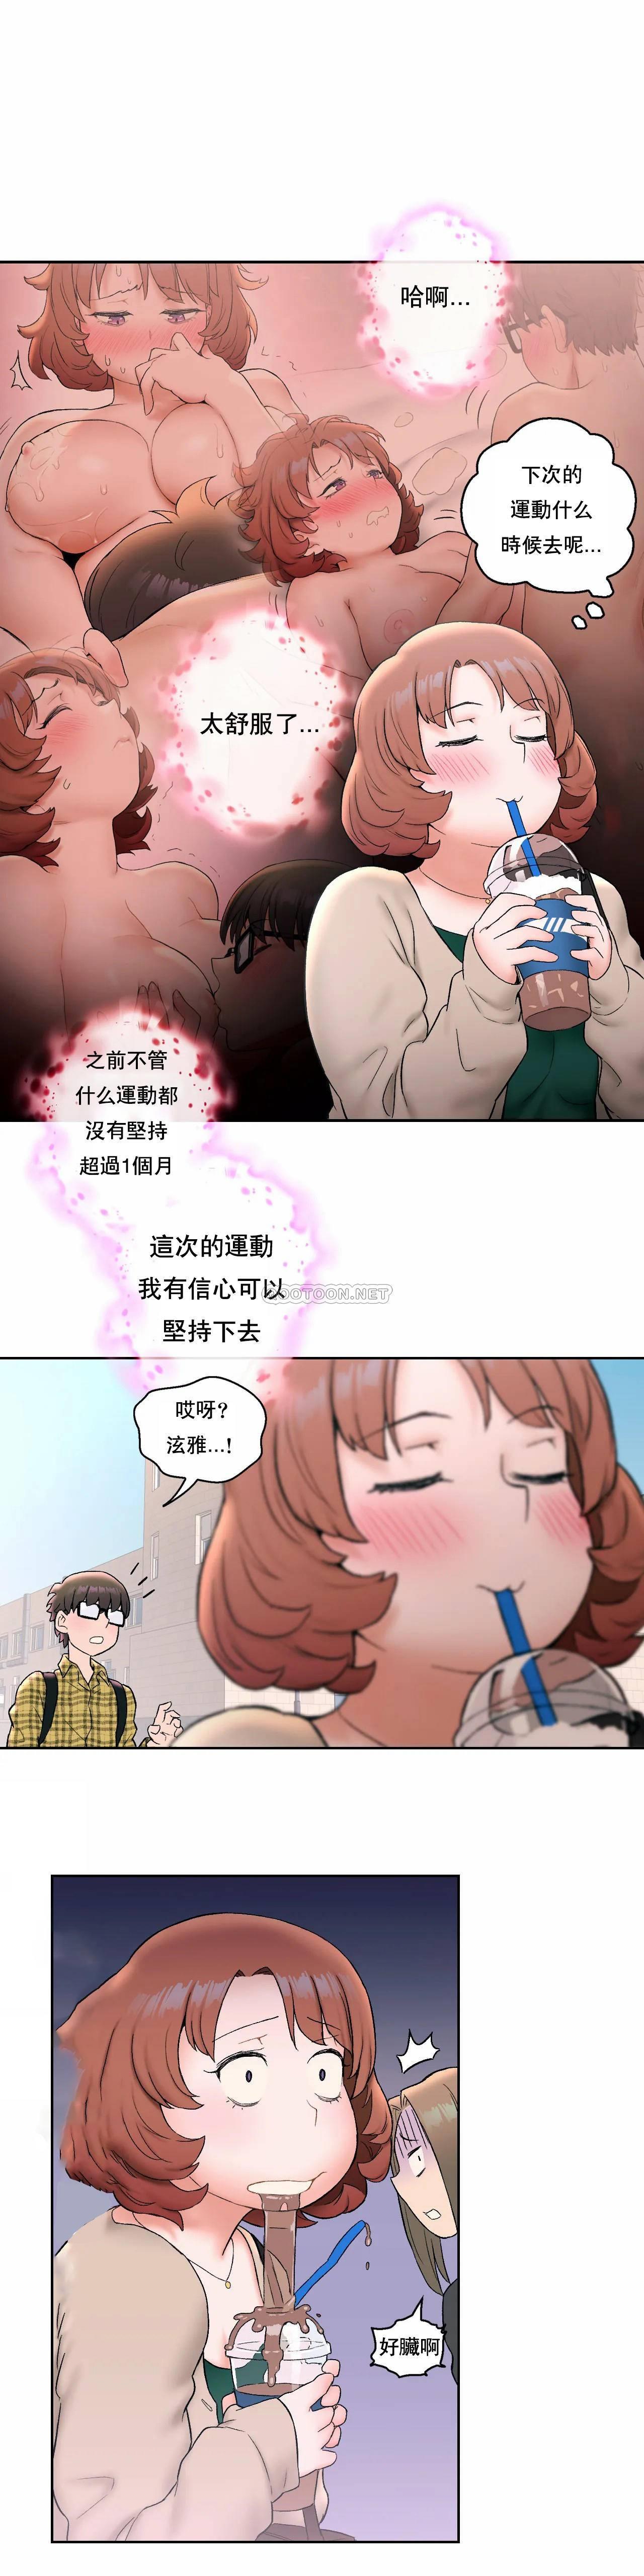 哈啊...
下次的
運動什么
時候去呢...
太舒服了...
之前不管
什么運動都
沒有堅持
超過1個月
這次的運動
我有信心可以
QOOTOON.NET
堅持下去
哎呀?
泫雅...!
好臟啊